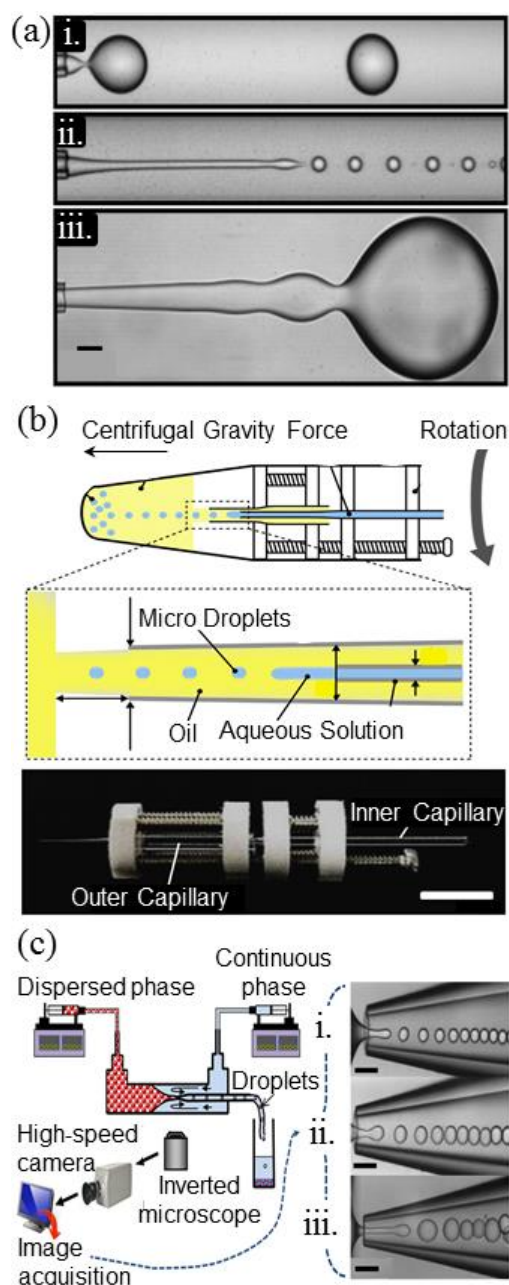 (a)
i.
ii.
iii.
(b)
Centrifugal Gravity Force
Rotation
Micro Droplets
Oil
Aqueous Solution
Inner Capillary
Outer Capillary
(c)
Dispersed phase
Continuous
phase
Droplets
High-speed
camera
Inverted
microscope
Image
acquisition
i.
ii.
iii.